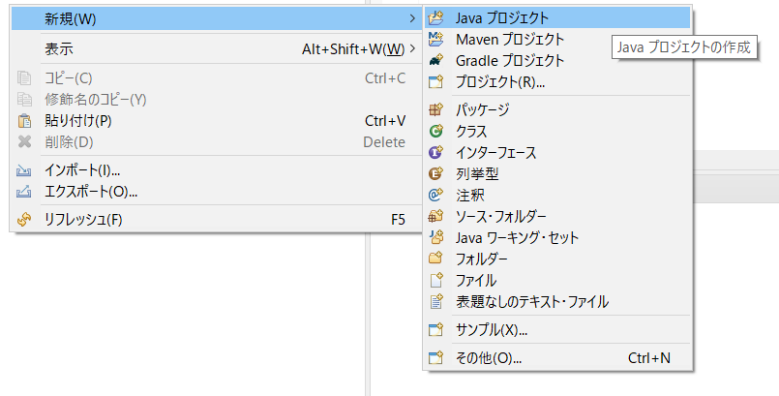 新規(W)
表示 Alt+Shift+W(W)
コピー(C) Ctrl+C
修飾名のコピー(Y)
貼り付け(P) Ctrl+V
削除(D) Delete
インポート(I)...
エクスポート(O)...
リフレッシュ(F) F5
Java プロジェクト
Maven プロジェクト
Gradle プロジェクト
プロジェクト(R)...
パッケージ
クラス
インターフェース
列挙型
注釈
ソース・フォルダー
Java ワーキング・セット
フォルダー
ファイル
表題なしのテキスト・ファイル
サンプル(X)...
その他(O)... Ctrl+N
Java プロジェクトの作成